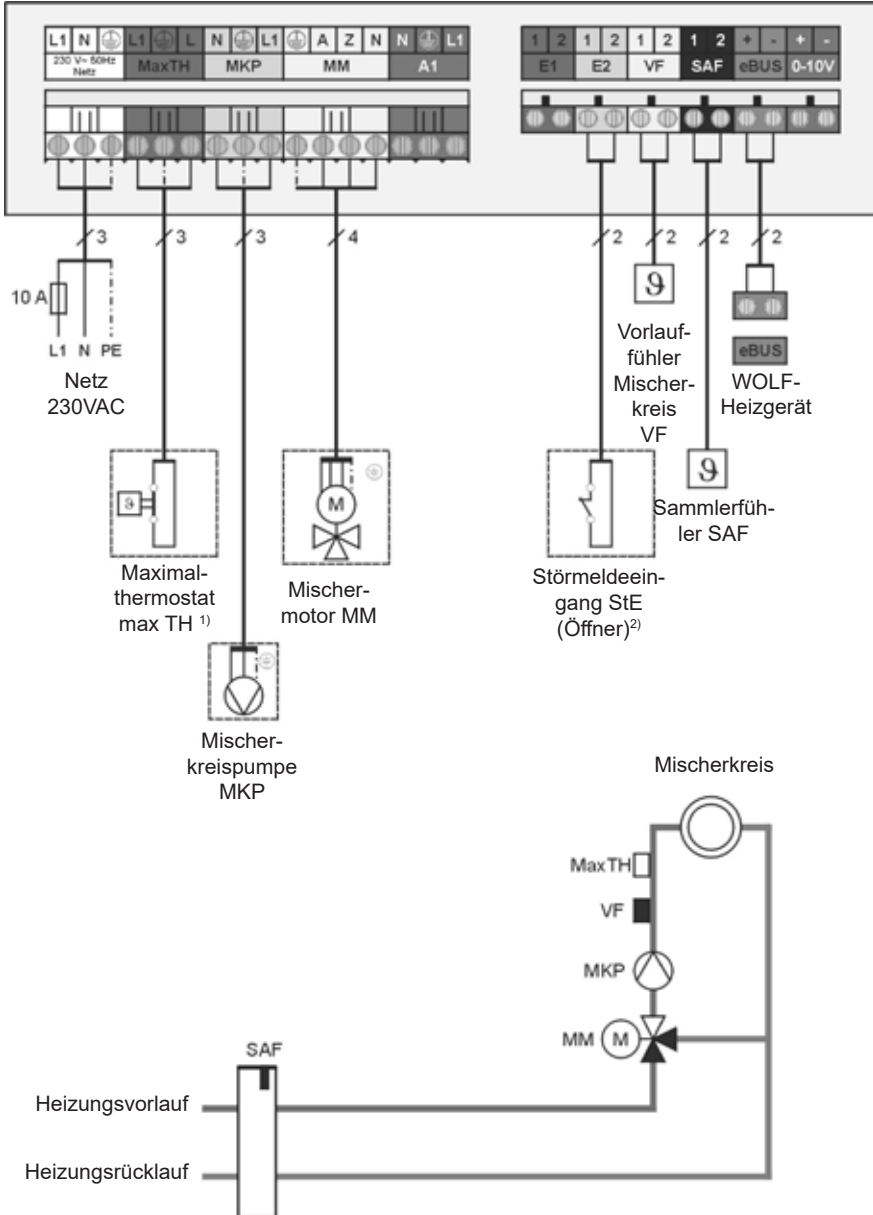 L1 N L1 L N L1 A Z N N L1
230 V~ 50Hz
Netz
MaxTH MKP MM A1
1 2 1 2 1 2 1 2 + - + -
E1 E2 VF SAF eBUS 0-10V
3 3 3 4 2 2 2 2
10 A
L1 N PE
Netz
230VAC
Maximal-
thermostat
max TH 1)
Mischer-
kreispumpe
MKP
M
Mischer-
motor MM
Störmeldeein-
gang StE
(Öffner)2)
ϑ
Vorlauf-
fühler
Mischer-
kreis
VF
ϑ
Sammlerfüh-
ler SAF
eBUS
WOLF-
Heizgerät
ϑ
Mischerkreis
MaxTH
VF
MKP
MM M
SAF
Heizungsvorlauf
Heizungsrücklauf